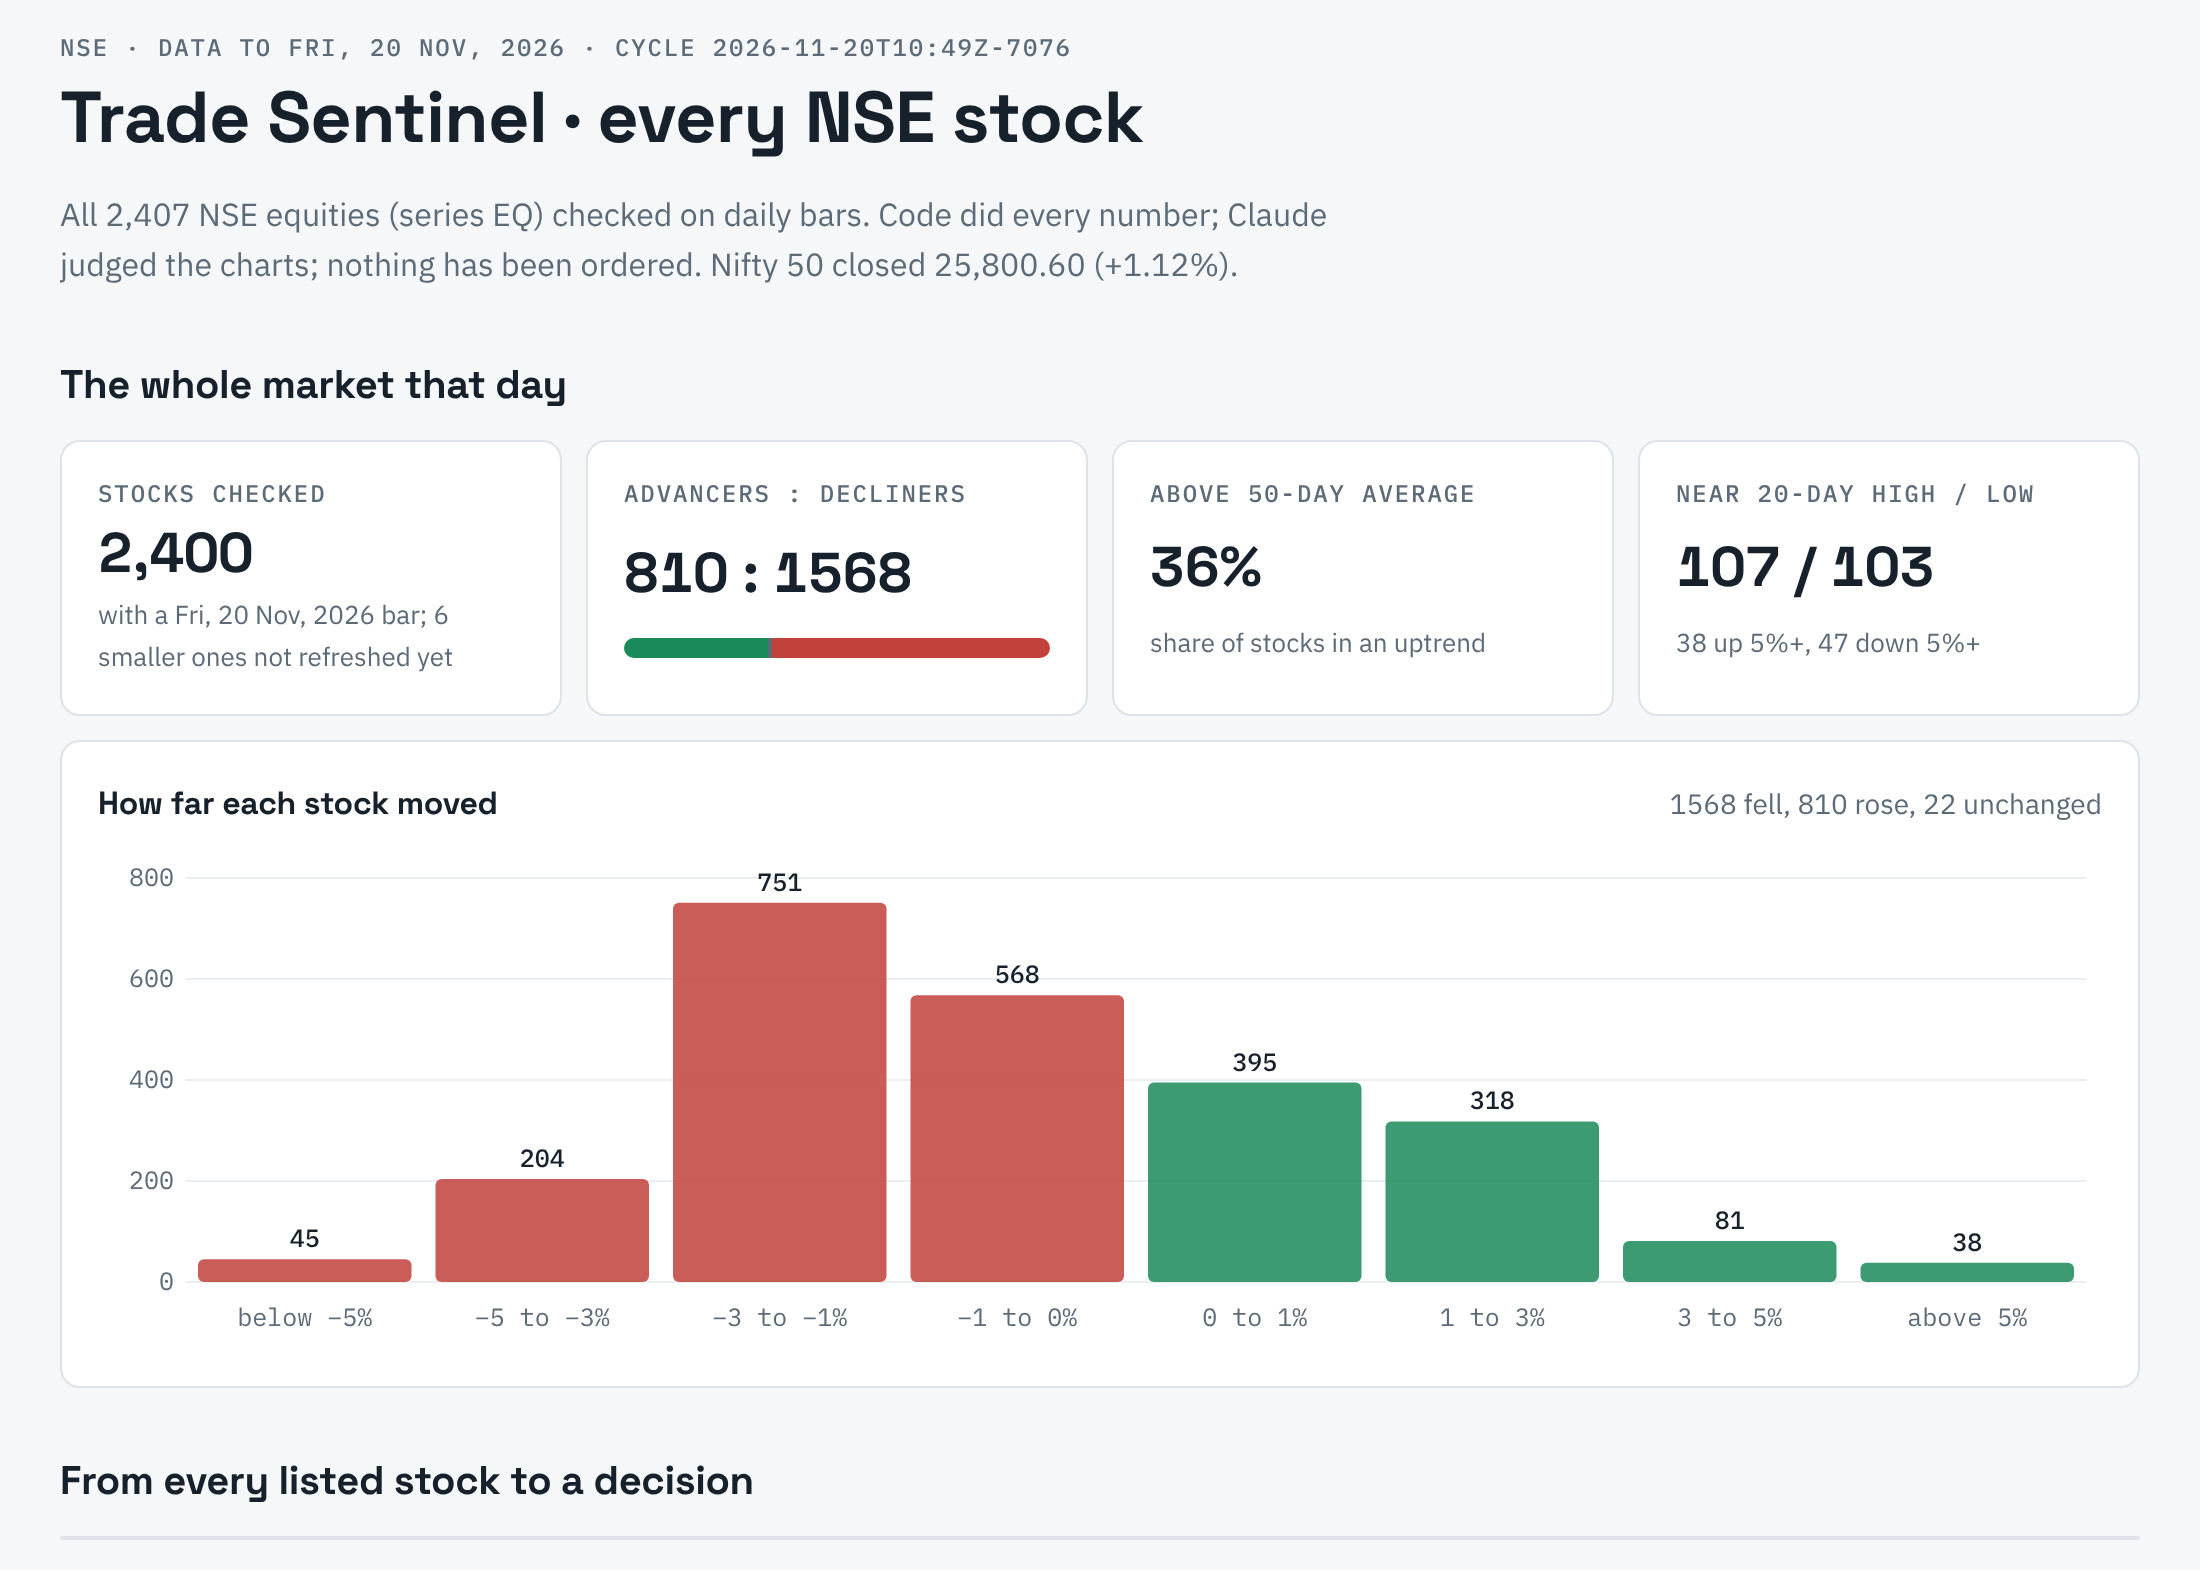 NSE · DATA TO FRI, 20 NOV, 2026 · CYCLE 2026-11-20T10:49Z-7076
Trade Sentinel · every NSE stock
All 2,407 NSE equities (series EQ) checked on daily bars. Code did every number; Claude
judged the charts; nothing has been ordered. Nifty 50 closed 25,800.60 (+1.12%).
The whole market that day
STOCKS CHECKED
2,400
with a Fri, 20 Nov, 2026 bar; 6
smaller ones not refreshed yet
ADVANCERS : DECLINERS
810 : 1568
ABOVE 50-DAY AVERAGE
36%
share of stocks in an uptrend
NEAR 20-DAY HIGH / LOW
107 / 103
38 up 5%+, 47 down 5%+
How far each stock moved
1568 fell, 810 rose, 22 unchanged
800
600
400
200
0
45
204
751
568
395
318
81
38
below −5%
−5 to −3%
−3 to −1%
−1 to 0%
0 to 1%
1 to 3%
3 to 5%
above 5%
From every listed stock to a decision